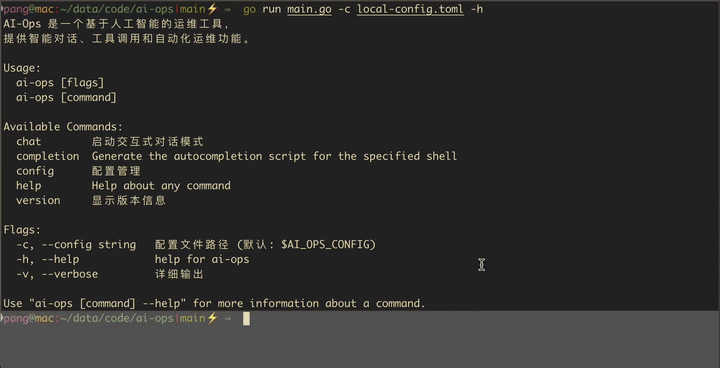 pang@mac:~/data/code/ai-ops|main⚡ ⇒ go run main.go -c local-config.toml -h
AI-Ops 是一个基于人工智能的运维工具,
提供智能对话、工具调用和自动化运维功能。
Usage:
ai-ops [flags]
ai-ops [command]
Available Commands:
chat 启动交互式对话模式
completion Generate the autocompletion script for the specified shell
config 配置管理
help Help about any command
version 显示版本信息
Flags:
-c, --config string 配置文件路径 (默认: $AI_OPS_CONFIG)
-h, --help help for ai-ops
-v, --verbose 详细输出
Use "ai-ops [command] --help" for more information about a command.
pang@mac:~/data/code/ai-ops|main⚡ ⇒